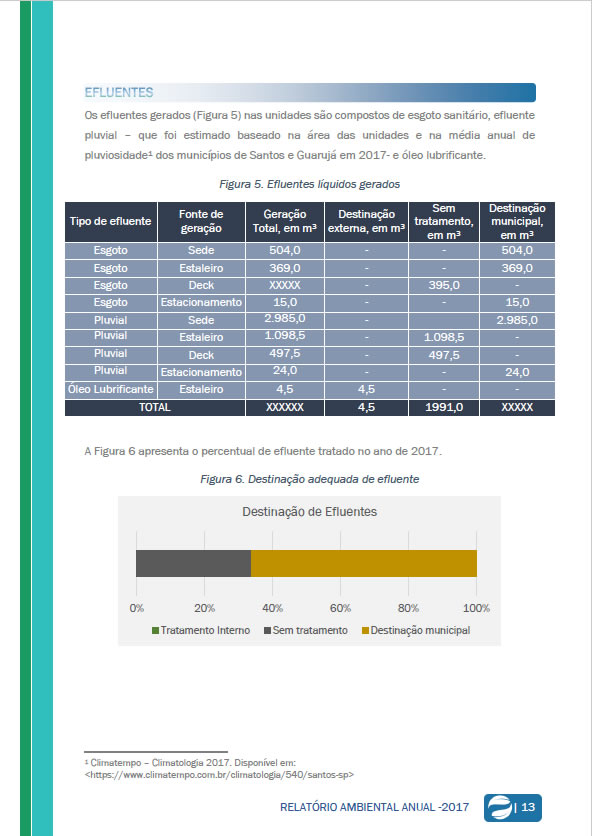 EFLUENTES
Os efluentes gerados (Figura 5) nas unidades são compostos de esgoto sanitário, efluente
pluvial – que foi estimado baseado na área das unidades e na média anual de
pluviosidade¹ dos municípios de Santos e Guarujá em 2017- e óleo lubrificante.
Figura 5. Efluentes líquidos gerados
Tipo de efluente Fonte de geração Geração Total, em m³ Destinação externa, em m³ Sem tratamento, em m³ Destinação municipal, em m³
Esgoto Sede 504,0 - - 504,0
Esgoto Estaleiro 369,0 - - 369,0
Esgoto Deck XXXXX - 395,0 -
Esgoto Estacionamento 15,0 - - 15,0
Pluvial Sede 2.985,0 - - 2.985,0
Pluvial Estaleiro 1.098,5 - 1.098,5 -
Pluvial Deck 497,5 - 497,5 -
Pluvial Estacionamento 24,0 - - 24,0
Óleo Lubrificante Estaleiro 4,5 4,5 - -
TOTAL XXXXXX 4,5 1991,0 XXXXX
A Figura 6 apresenta o percentual de efluente tratado no ano de 2017.
Figura 6. Destinação adequada de efluente
Destinação de Efluentes
0% 20% 40% 60% 80% 100%
Tratamento Interno Sem tratamento Destinação municipal
¹ Climatempo – Climatologia 2017. Disponível em:
<https://www.climatempo.com.br/climatologia/540/santos-sp>
RELATÓRIO AMBIENTAL ANUAL -2017 | 13